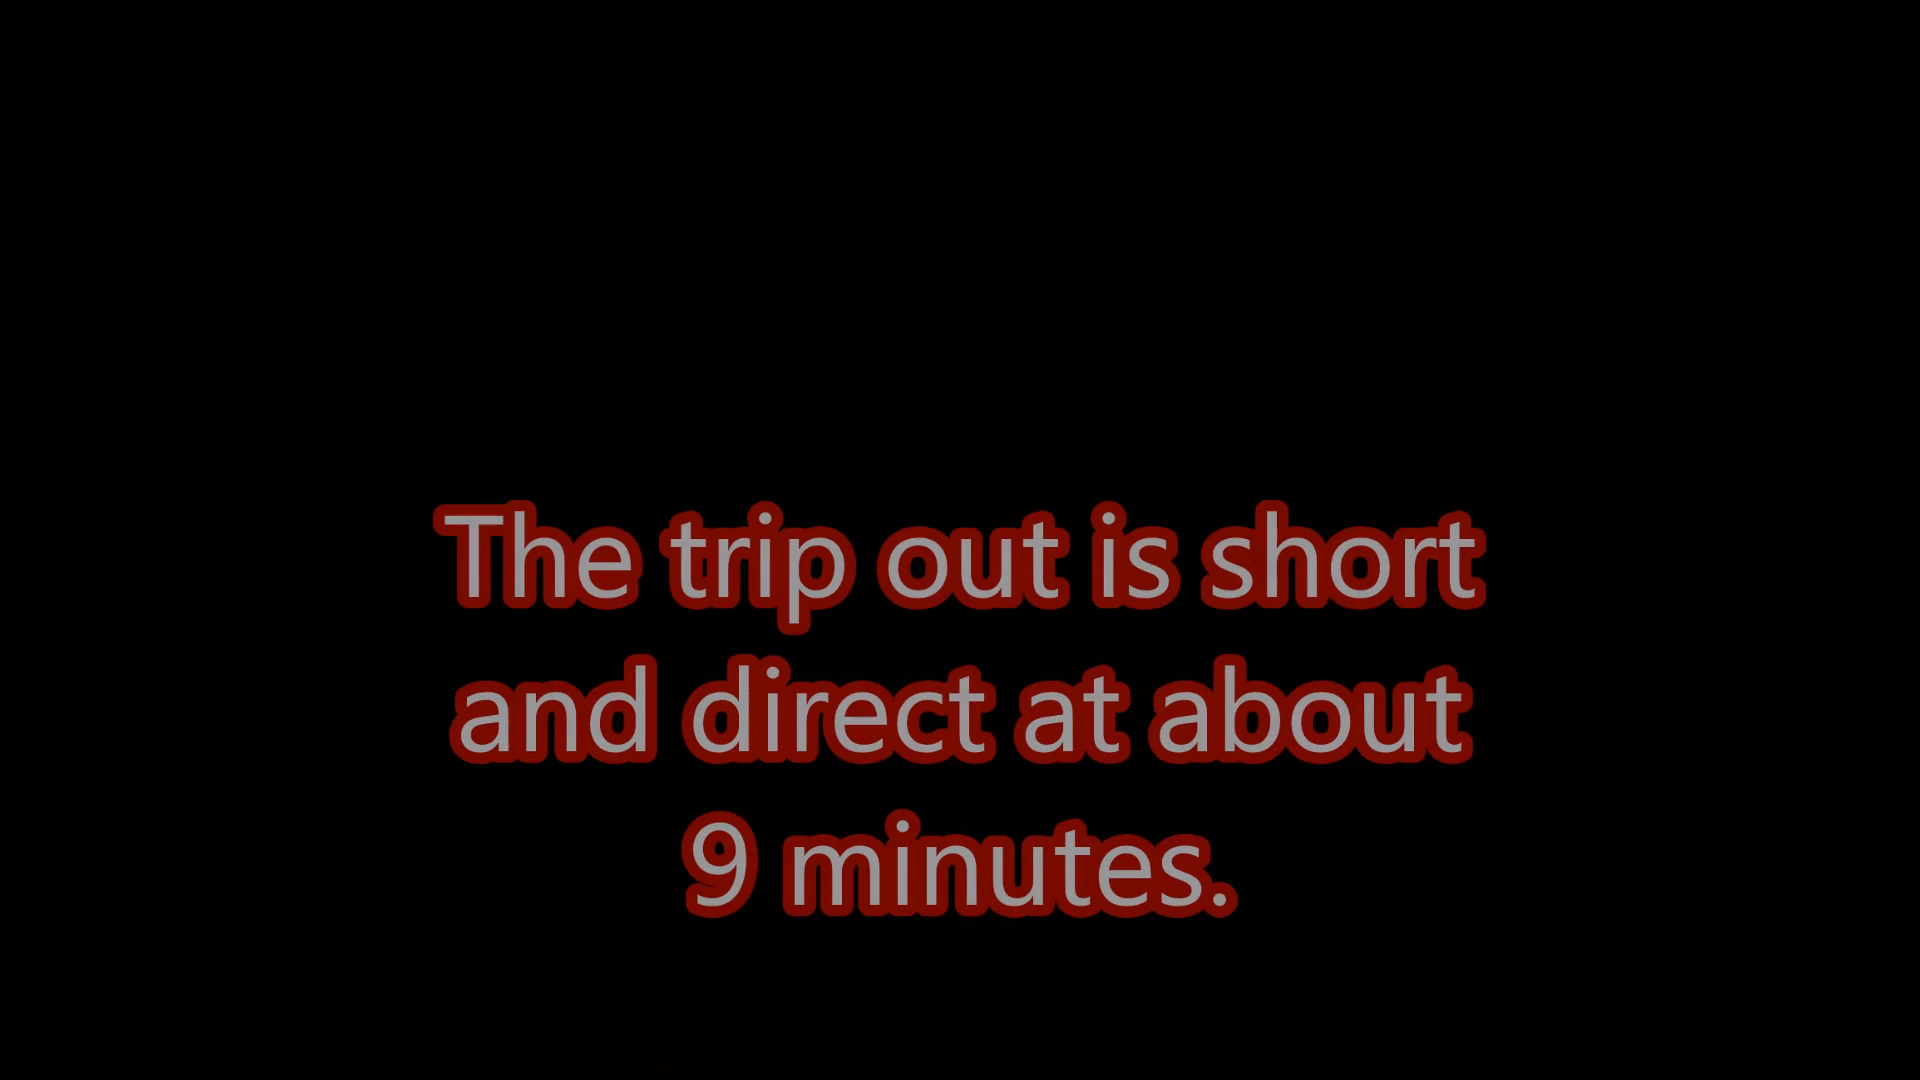 The trip out is short
and direct at about
9 minutes.